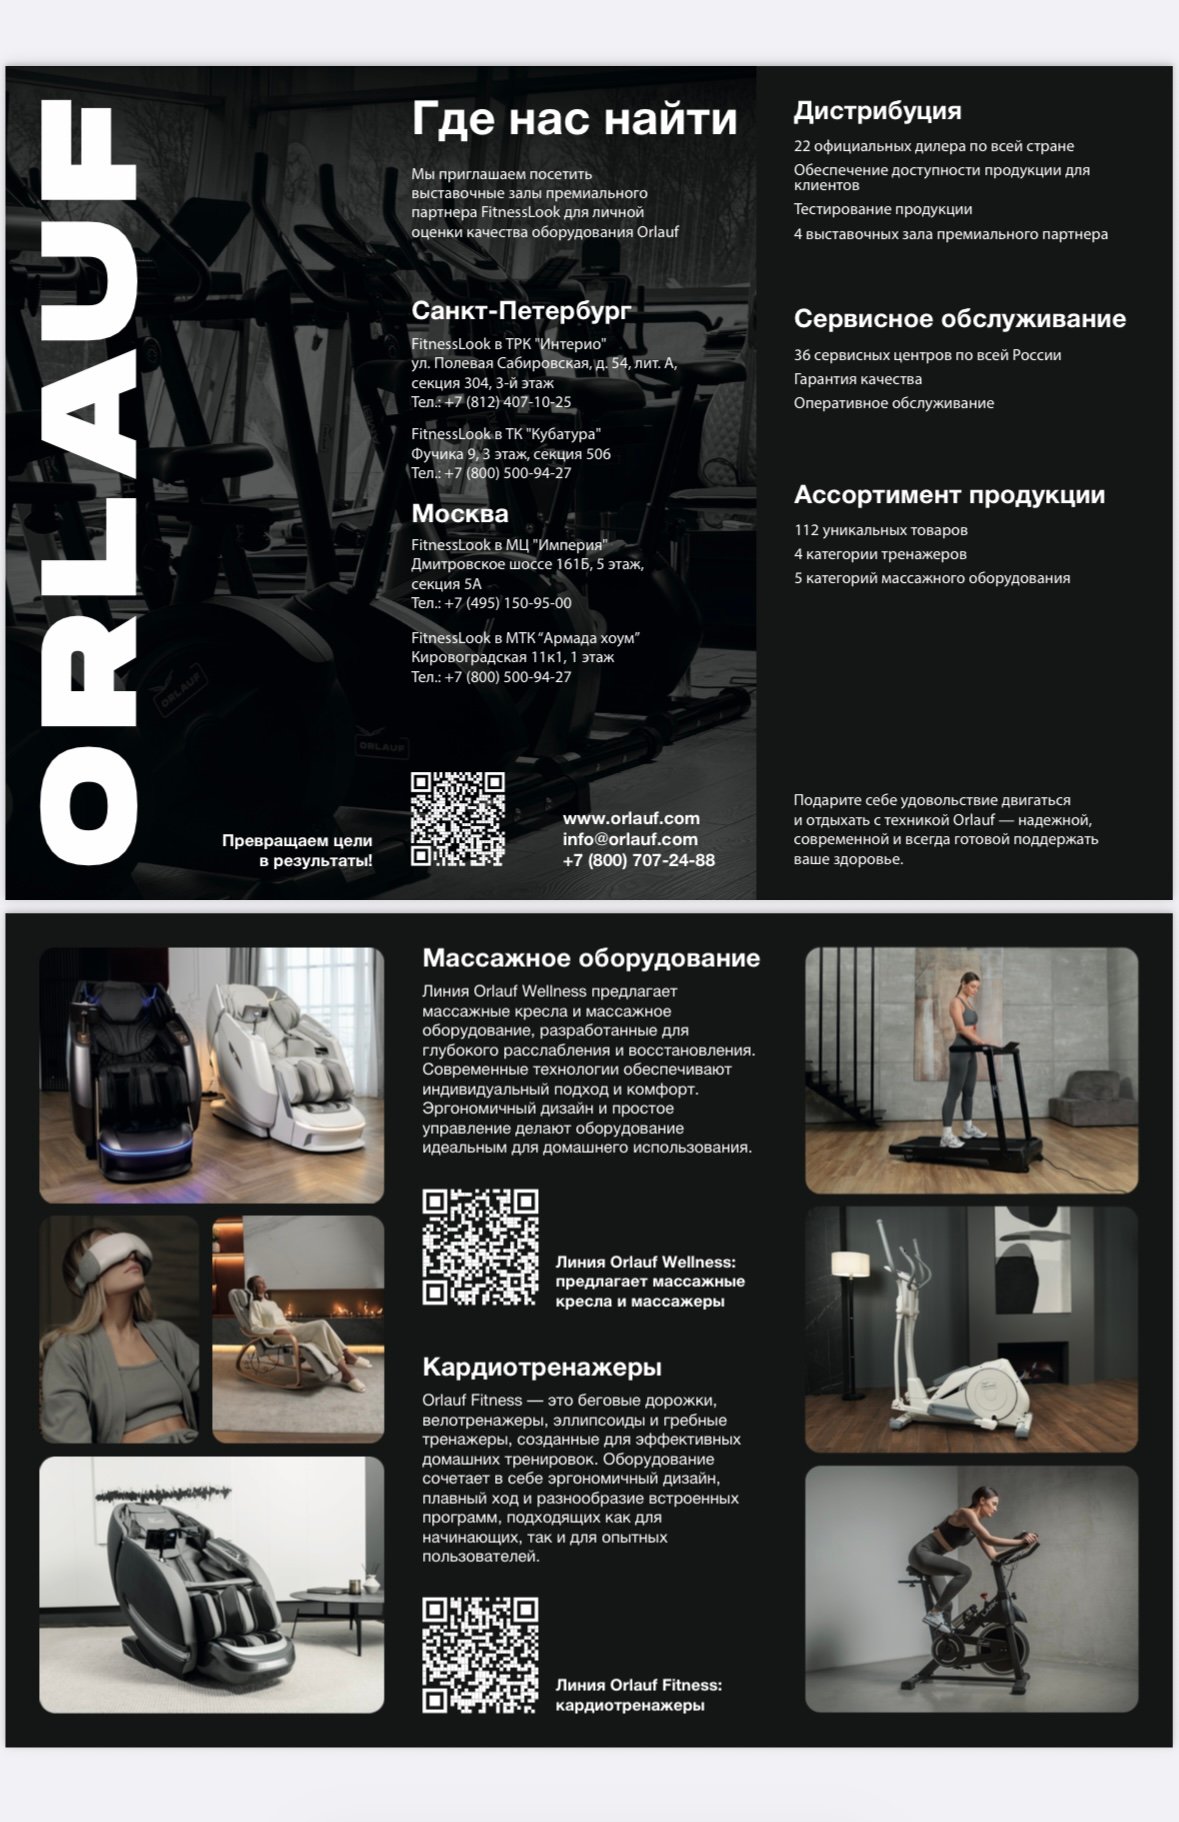 ORLAUF
Превращаем цели
в результаты!
Где нас найти
Мы приглашаем посетить
выставочные залы премиального
партнера FitnessLook для личной
оценки качества оборудования Orlauf
Санкт-Петербург
FitnessLook в ТРК "Интерио"
ул. Полевая Сабировская, д. 54, лит. А,
секция 304, 3-й этаж
Тел.: +7 (812) 407-10-25
FitnessLook в ТК "Кубатура"
Фучика 9, 3 этаж, секция 506
Тел.: +7 (800) 500-94-27
Москва
FitnessLook в МЦ "Империя"
Дмитровское шоссе 161Б, 5 этаж,
секция 5А
Тел.: +7 (495) 150-95-00
FitnessLook в МТК “Армада хоум”
Кировоградская 11к1, 1 этаж
Тел.: +7 (800) 500-94-27
www.orlauf.com
info@orlauf.com
+7 (800) 707-24-88
ORLAUF
ORLAUF
Дистрибуция
22 официальных дилера по всей стране
Обеспечение доступности продукции для
клиентов
Тестирование продукции
4 выставочных зала премиального партнера
Сервисное обслуживание
36 сервисных центров по всей России
Гарантия качества
Оперативное обслуживание
Ассортимент продукции
112 уникальных товаров
4 категории тренажеров
5 категорий массажного оборудования
Подарите себе удовольствие двигаться
и отдыхать с техникой Orlauf — надежной,
современной и всегда готовой поддержать
ваше здоровье.
Массажное оборудование
Линия Orlauf Wellness предлагает
массажные кресла и массажное
оборудование, разработанные для
глубокого расслабления и восстановления.
Современные технологии обеспечивают
индивидуальный подход и комфорт.
Эргономичный дизайн и простое
управление делают оборудование
идеальным для домашнего использования.
Линия Orlauf Wellness:
предлагает массажные
кресла и массажеры
Кардиотренажеры
Orlauf Fitness — это беговые дорожки,
велотренажеры, эллипсоиды и гребные
тренажеры, созданные для эффективных
домашних тренировок. Оборудование
сочетает в себе эргономичный дизайн,
плавный ход и разнообразие встроенных
программ, подходящих как для
начинающих, так и для опытных
пользователей.
Линия Orlauf Fitness:
кардиотренажеры